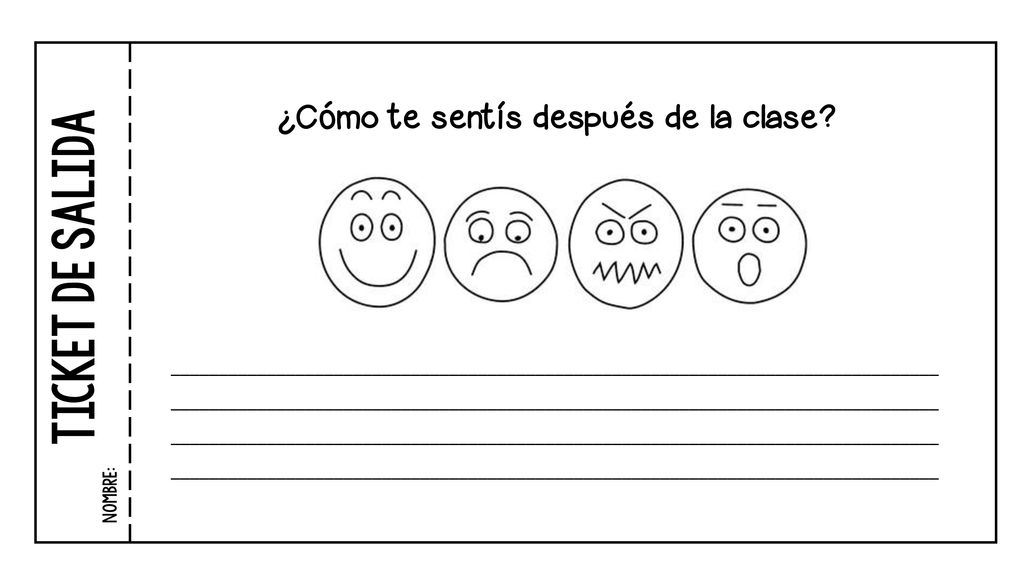 TICKET DE SALIDA
NOMBRE:
¿Cómo te sentís después de la clase?